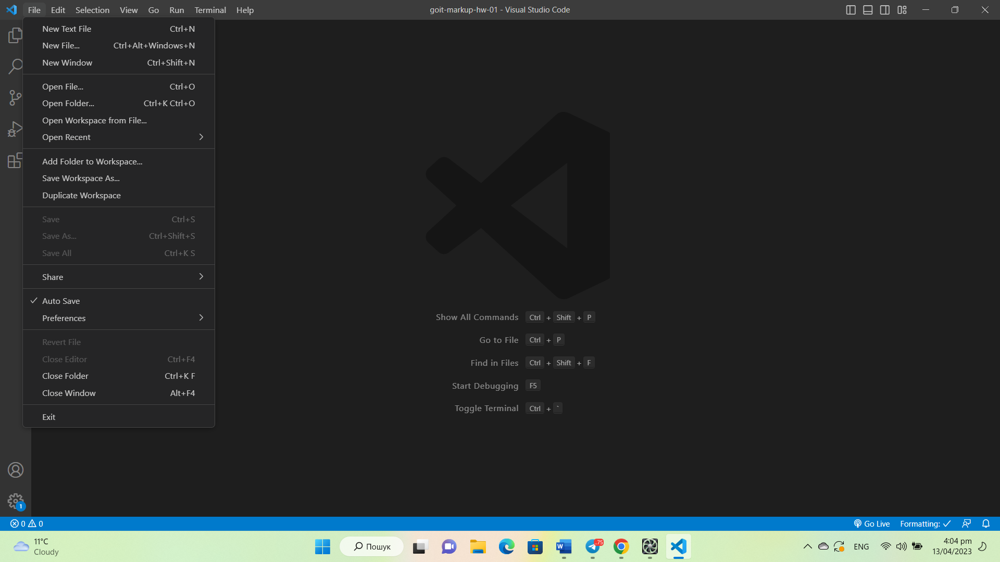 File Edit Selection View Go Run Terminal Help
goit-markup-hw-01 - Visual Studio Code
New Text File Ctrl+N
New File... Ctrl+Alt+Windows+N
New Window Ctrl+Shift+N
Open File... Ctrl+O
Open Folder... Ctrl+K Ctrl+O
Open Workspace from File...
Open Recent
Add Folder to Workspace...
Save Workspace As...
Duplicate Workspace
Save Ctrl+S
Save As... Ctrl+Shift+S
Save All Ctrl+K S
Share
Auto Save
Preferences
Revert File
Close Editor Ctrl+F4
Close Folder Ctrl+K F
Close Window Alt+F4
Exit
Show All Commands Ctrl + Shift + P
Go to File Ctrl + P
Find in Files Ctrl + Shift + F
Start Debugging F5
Toggle Terminal Ctrl + `
1
0 0
Go Live Formatting:
11°C
Cloudy
Пошук
W
..75
ENG
4:04 pm
13/04/2023